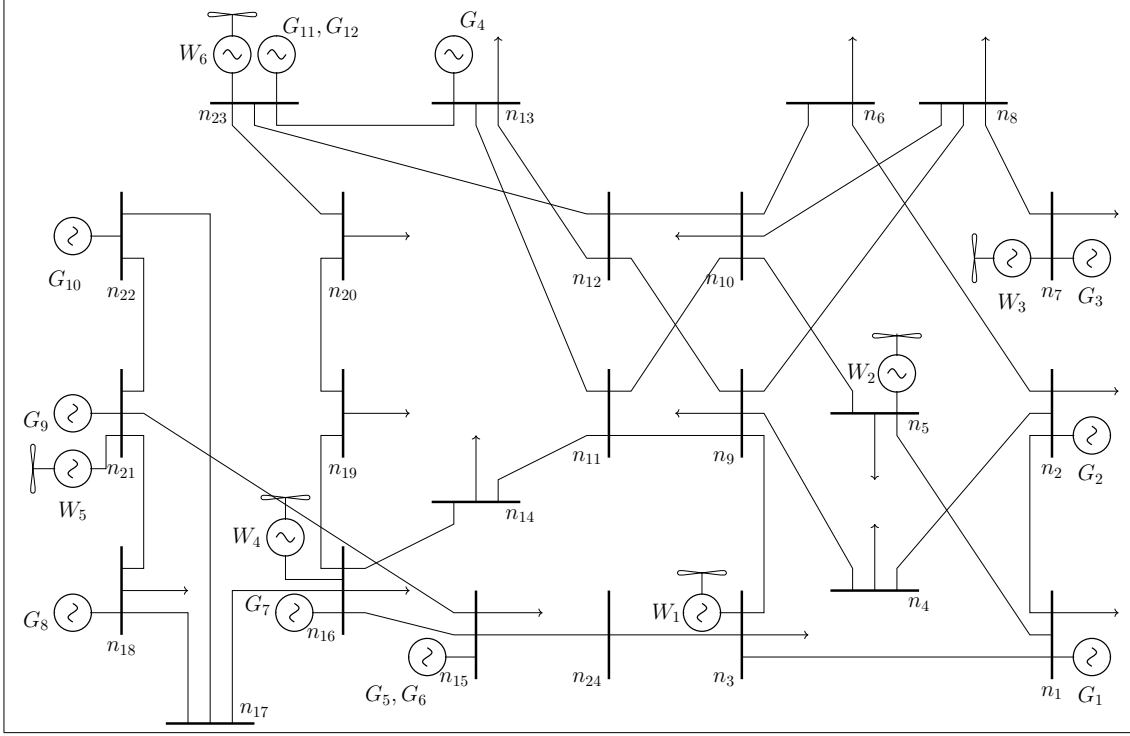 G₁₁, G₁₂
G₄
W₆
n₂₃
n₁₃
n₆
n₈
G₁₀
n₂₂
n₂₀
n₁₂
n₁₀
W₃
n₇
G₃
W₂
G₉
n₂₁
W₅
n₁₉
n₁₁
n₉
n₅
n₂
G₂
n₁₄
W₄
G₈
n₁₈
G₇
n₁₆
W₁
n₄
G₅, G₆
n₁₅
n₂₄
n₃
n₁
G₁
n₁₇